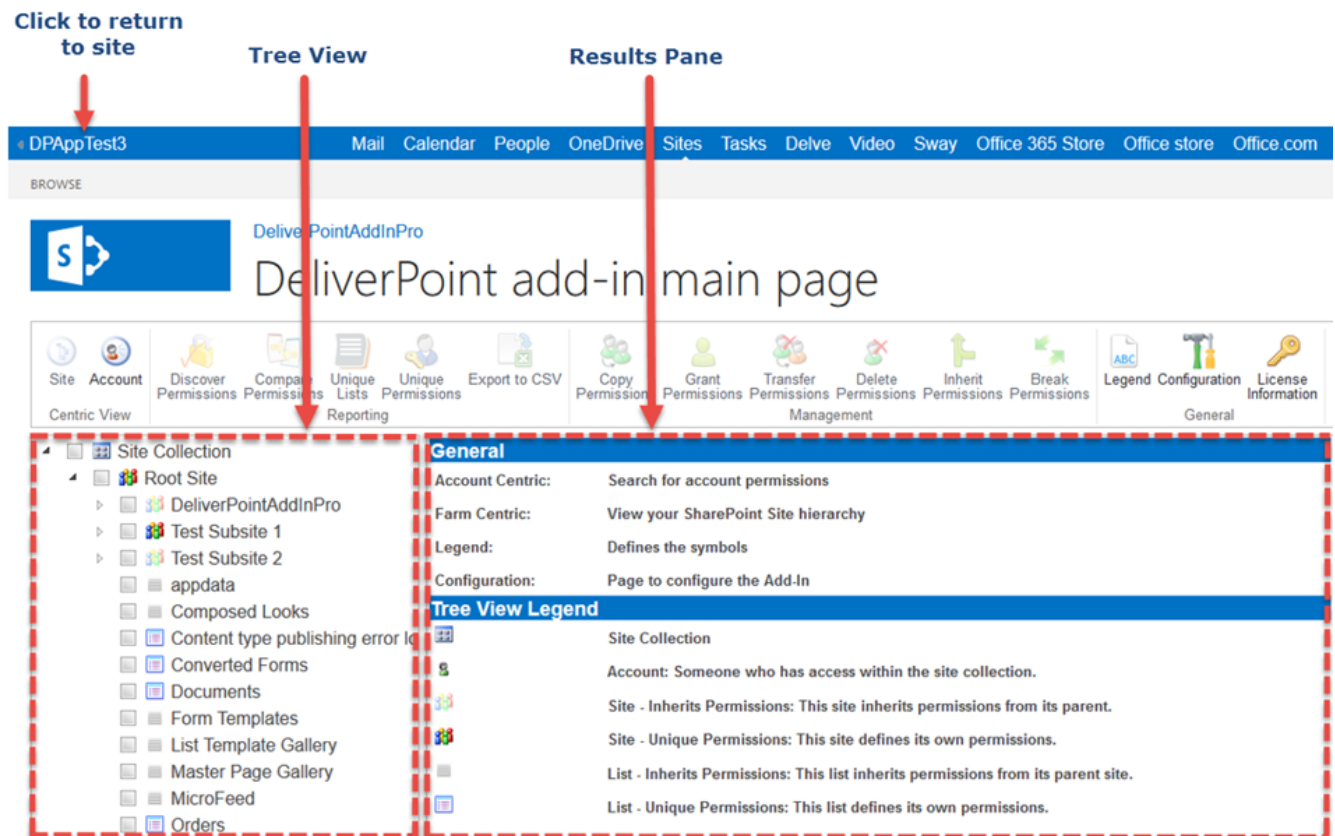 Click to return
to site
Tree View
Results Pane
DPAppTest3 Mail Calendar People OneDrive Sites Tasks Delve Video Sway Office 365 Store Office store Office.com
BROWSE
S
DeliverPointAddInPro
DeliverPoint add-in main page
Site Account Discover Permissions Compare Permissions Unique Lists Unique Permissions Export to CSV Copy Permissions Grant Permissions Transfer Permissions Delete Permissions Inherit Permissions Break Permissions ABC Legend Configuration License Information
Centric View Reporting Management General
Site Collection
Root Site
DeliverPointAddInPro
Test Subsite 1
Test Subsite 2
appdata
Composed Looks
Content type publishing error lo
Converted Forms
Documents
Form Templates
List Template Gallery
Master Page Gallery
MicroFeed
Orders
General
Account Centric: Search for account permissions
Farm Centric: View your SharePoint Site hierarchy
Legend: Defines the symbols
Configuration: Page to configure the Add-In
Tree View Legend
Site Collection
Account: Someone who has access within the site collection.
Site - Inherits Permissions: This site inherits permissions from its parent.
Site - Unique Permissions: This site defines its own permissions.
List - Inherits Permissions: This list inherits permissions from its parent site.
List - Unique Permissions: This list defines its own permissions.